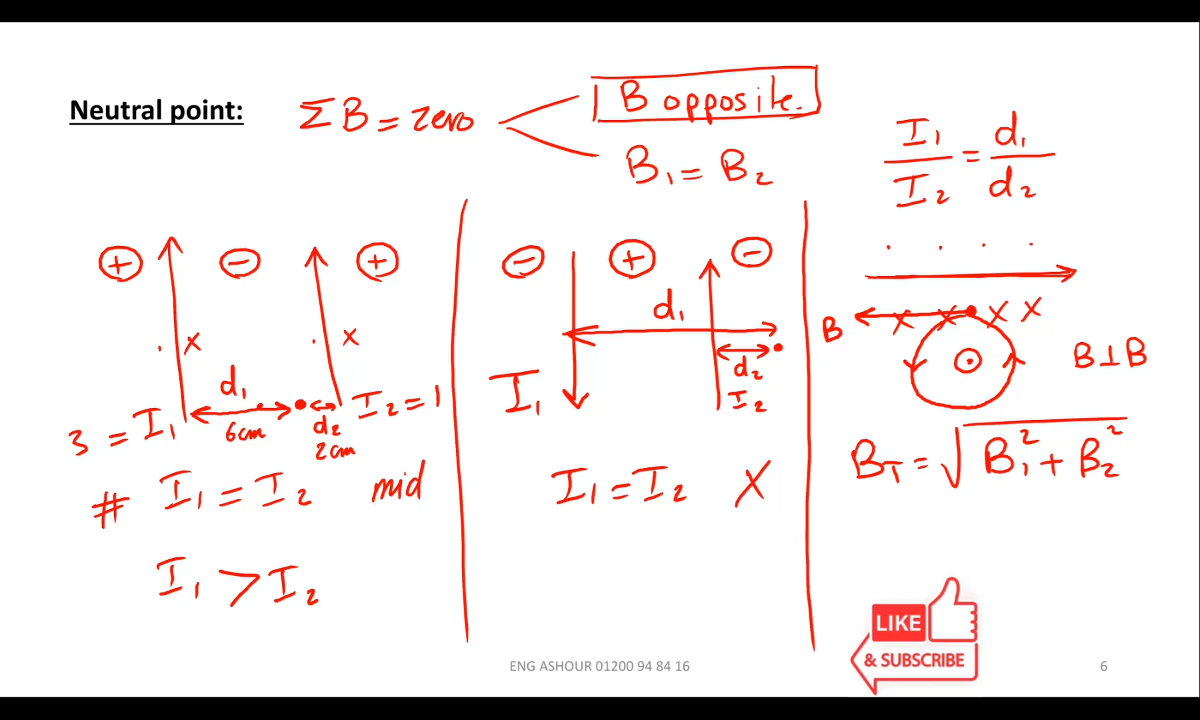 Neutral point:
ΣB = zero
B opposite.
B₁ = B₂
I₁/I₂ = d₁/d₂
⊕ ⊖ ⊕
· x · x
d₁
6cm
d₂
2cm
3 = I₁
I₂ = 1
# I₁ = I₂ mid
I₁ > I₂
⊖ ⊕ ⊖
d₁
d₂
I₁
I₂
I₁ = I₂ X
. . . .
x x x x
B
B ⊥ B
B_T = √(B₁² + B₂²)
LIKE
& SUBSCRIBE
ENG ASHOUR 01200 94 84 16
6